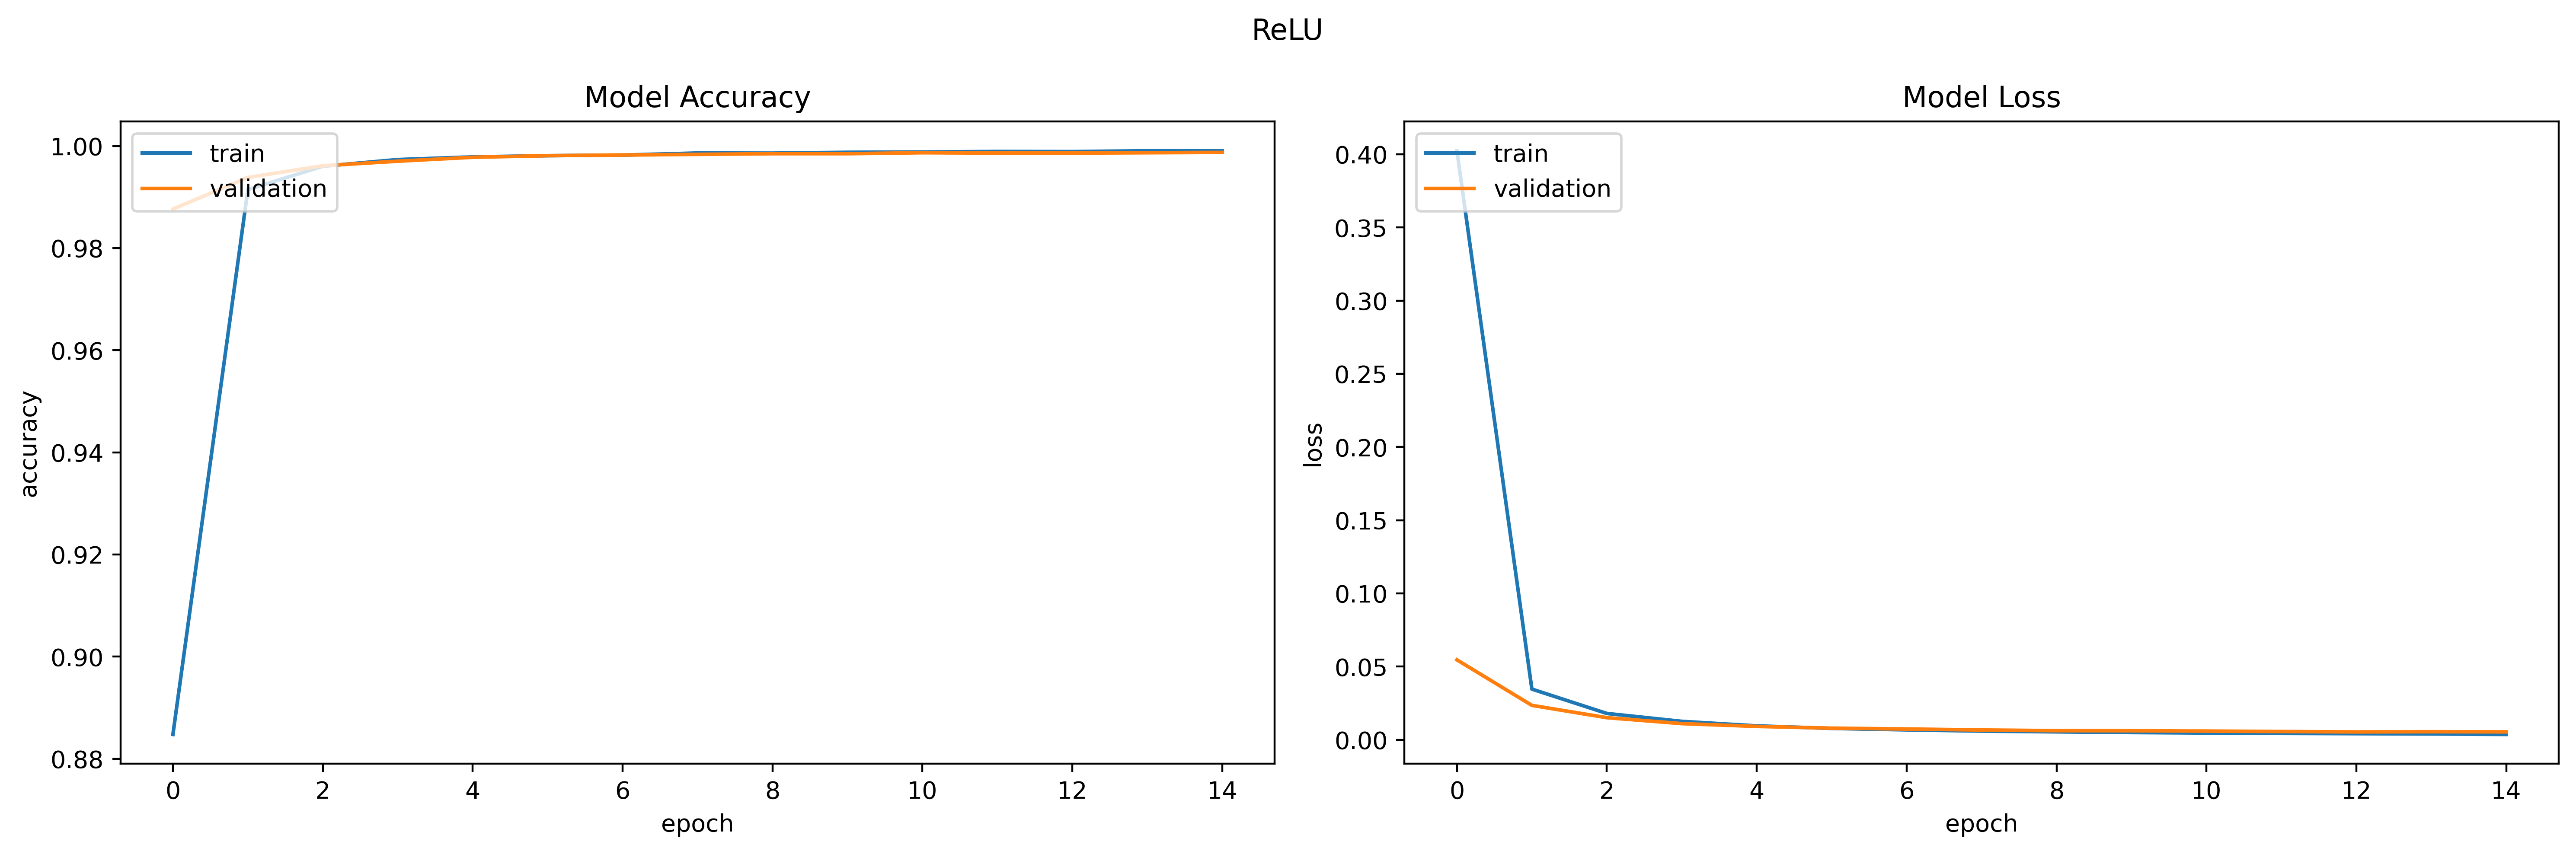 ReLU
Model Accuracy
train
validation
1.00
0.98
0.96
0.94
0.92
0.90
0.88
accuracy
0 2 4 6 8 10 12 14
epoch
Model Loss
train
validation
0.40
0.35
0.30
0.25
0.20
0.15
0.10
0.05
0.00
loss
0 2 4 6 8 10 12 14
epoch